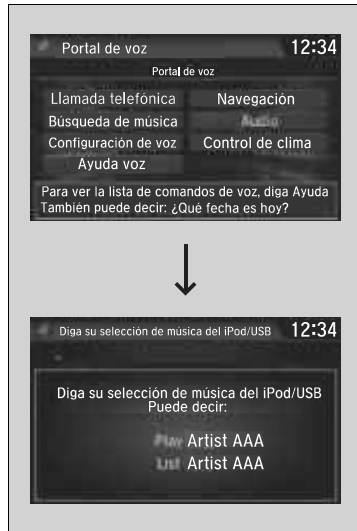 Portal de voz 12:34
Portal de voz
Llamada telefónica Navegación
Búsqueda de música Audio
Configuración de voz Control de clima
Ayuda voz
Para ver la lista de comandos de voz, diga Ayuda
También puede decir: ¿Qué fecha es hoy?
Diga su selección de música del iPod/USB 12:34
Diga su selección de música del iPod/USB
Puede decir:
Play Artist AAA
List Artist AAA